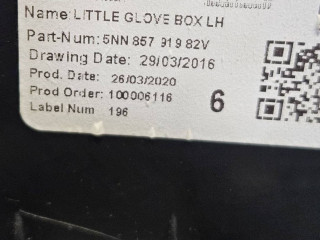 Name: LITTLE GLOVE BOX LH
Part-Num: 5NN 857 919 82V
Drawing Date: 29/03/2016
Prod. Date: 26/03/2020
Prod Order: 100006116
6
Label Num 196